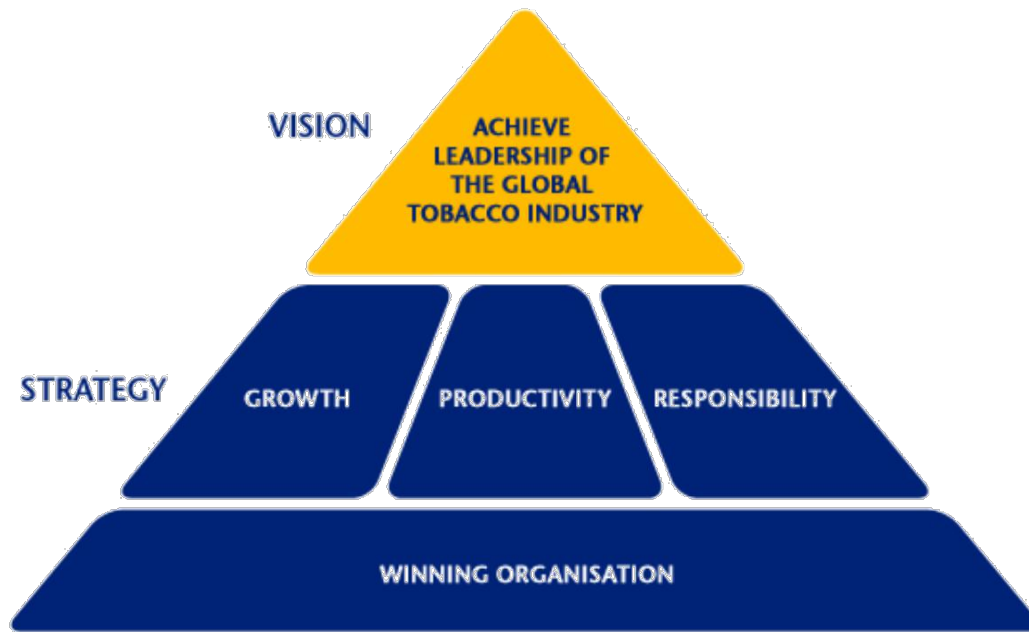 VISION
ACHIEVE
LEADERSHIP OF
THE GLOBAL
TOBACCO INDUSTRY
STRATEGY
GROWTH
PRODUCTIVITY
RESPONSIBILITY
WINNING ORGANISATION